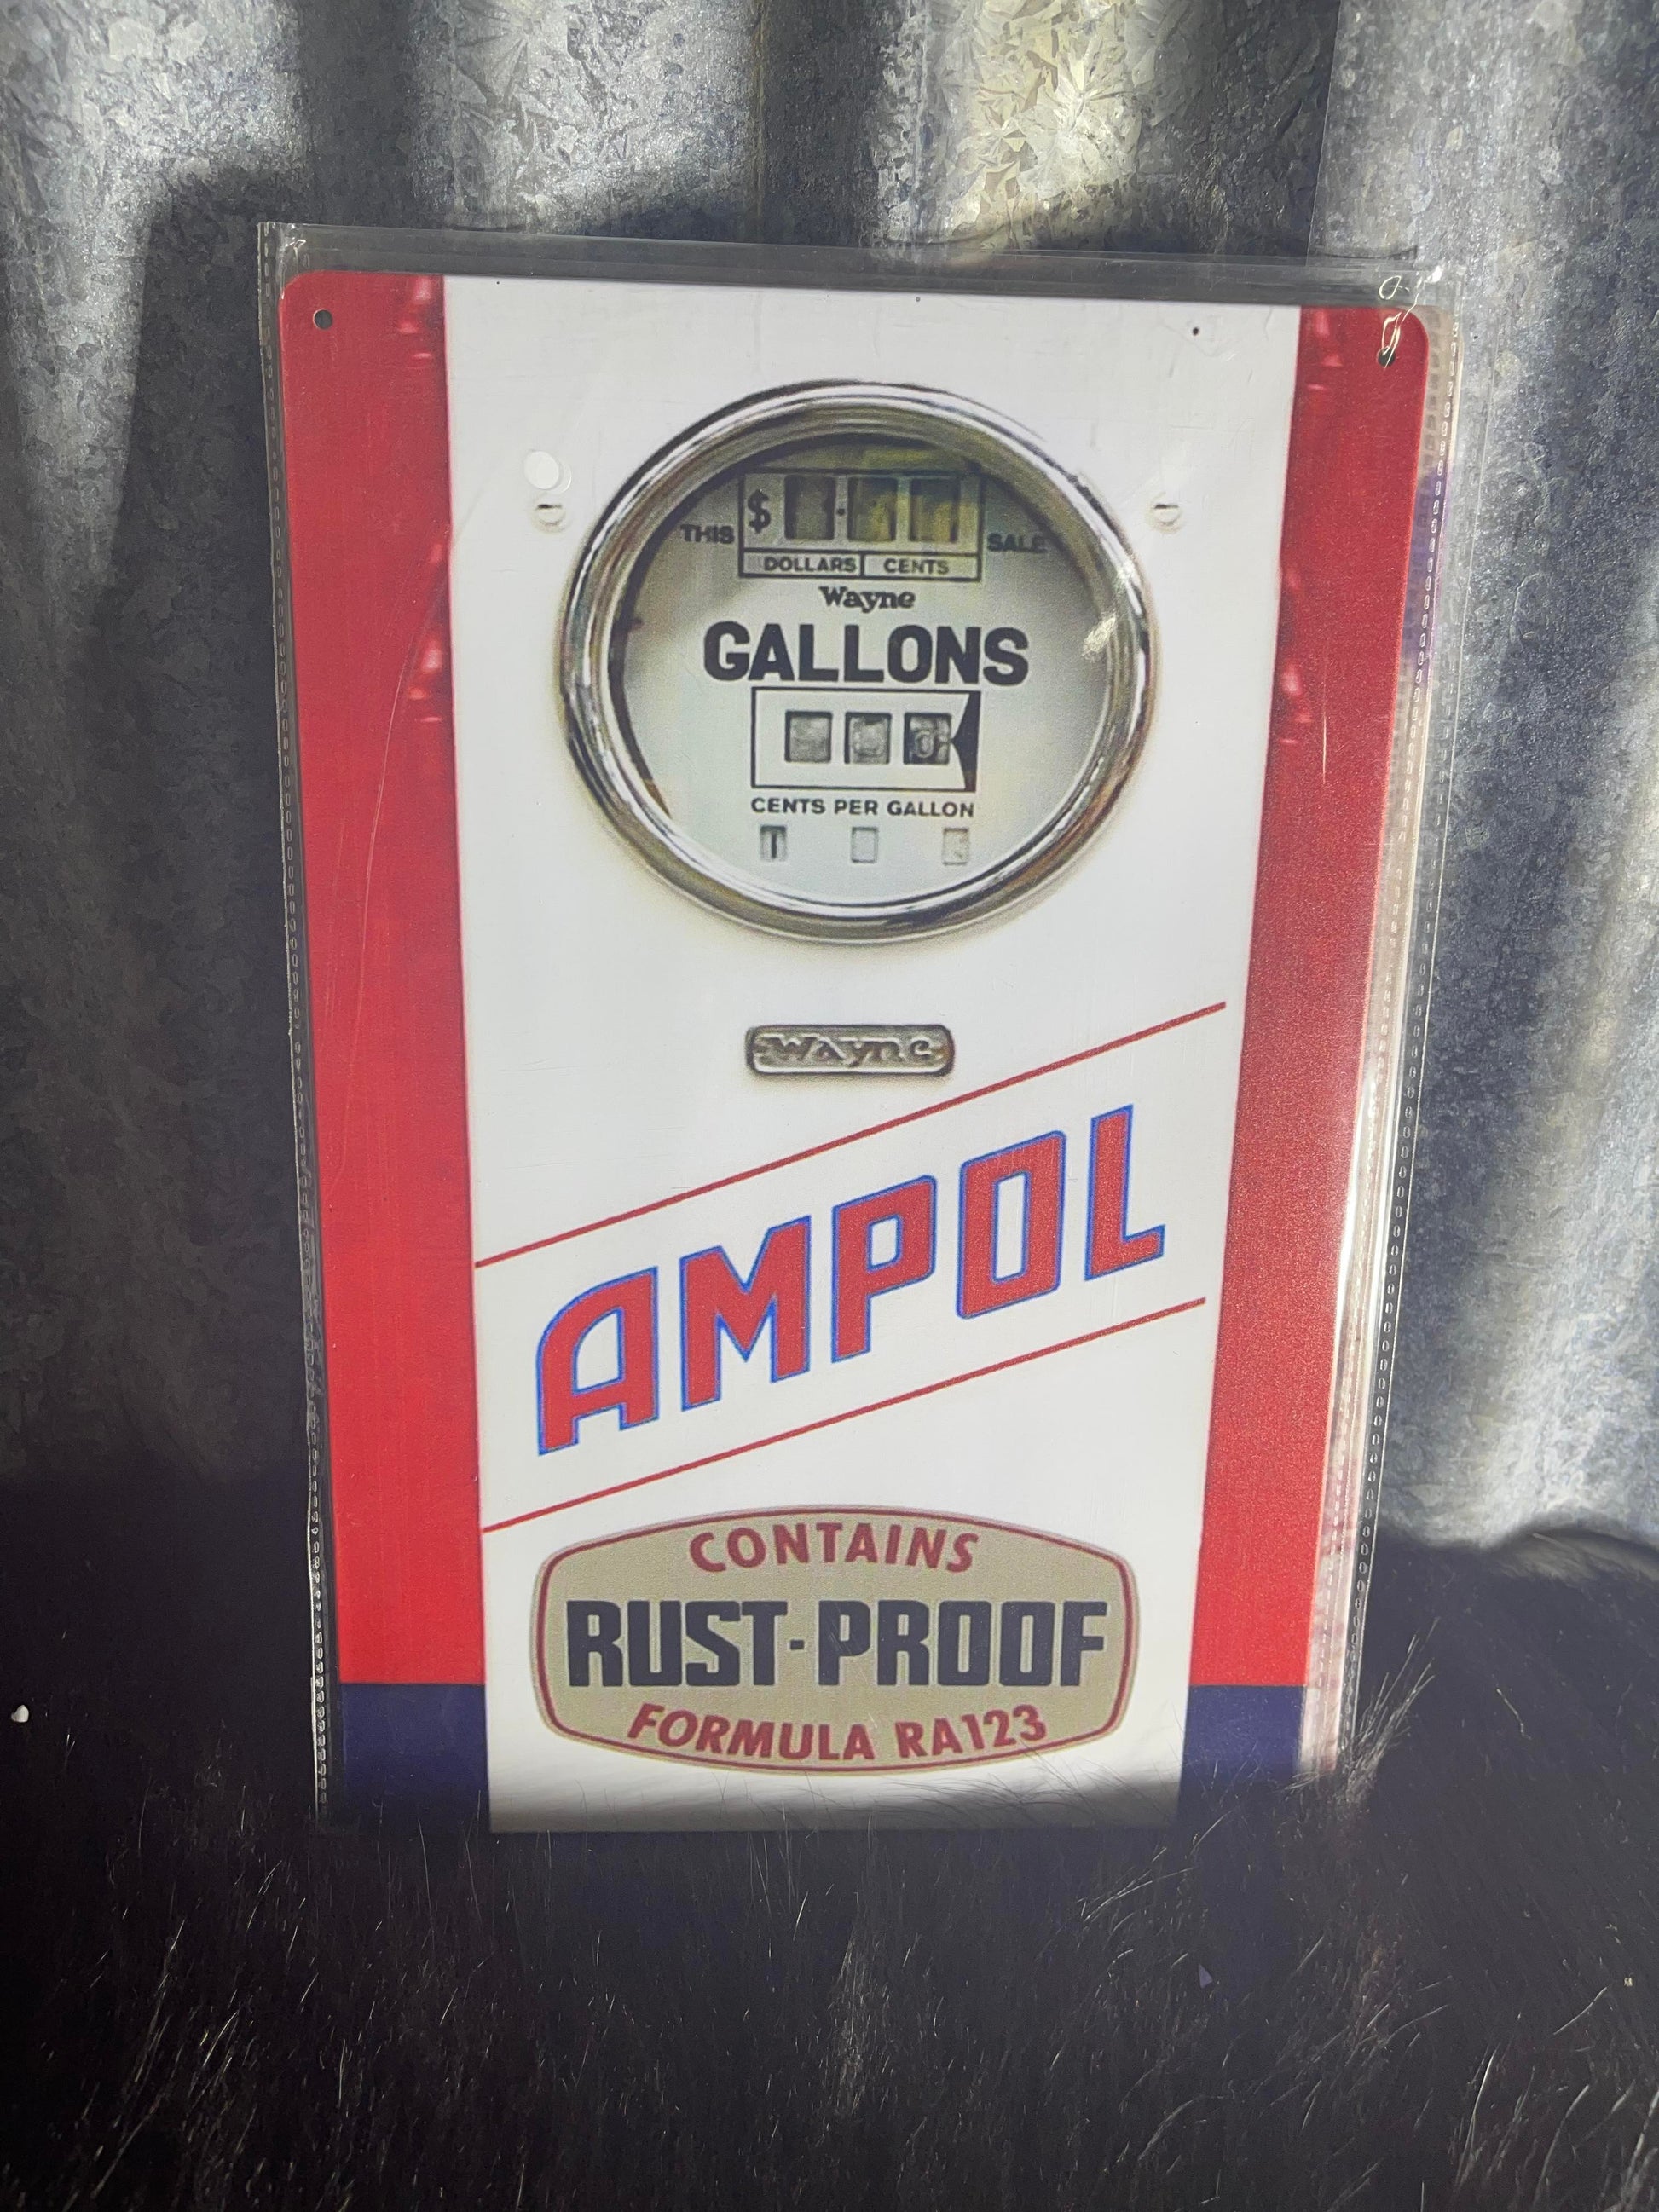 $
THIS SALE
DOLLARS CENTS
Wayne
GALLONS
CENTS PER GALLON
Wayne
AMPOL
CONTAINS
RUST-PROOF
FORMULA RA123